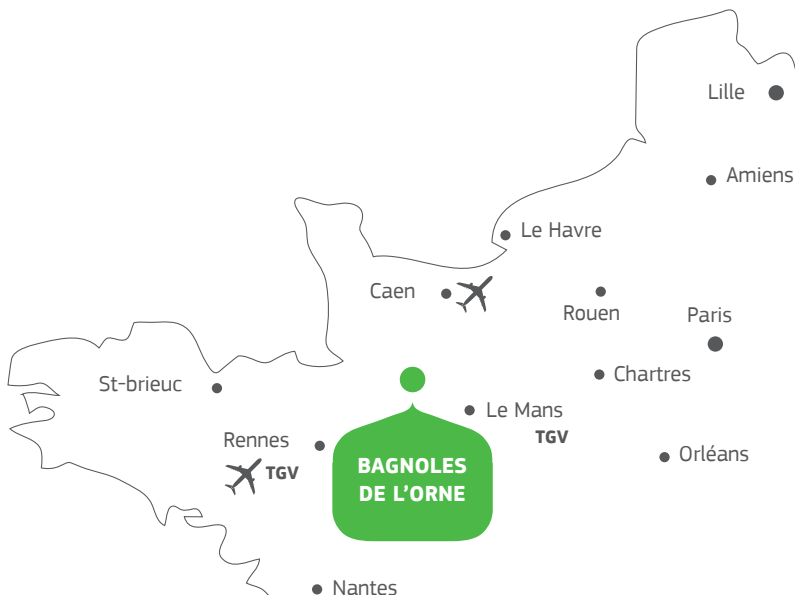 Lille
Amiens
Le Havre
Caen
Rouen
Paris
St-brieuc
Chartres
Le Mans
TGV
Rennes
TGV
BAGNOLES
DE L'ORNE
Orléans
Nantes